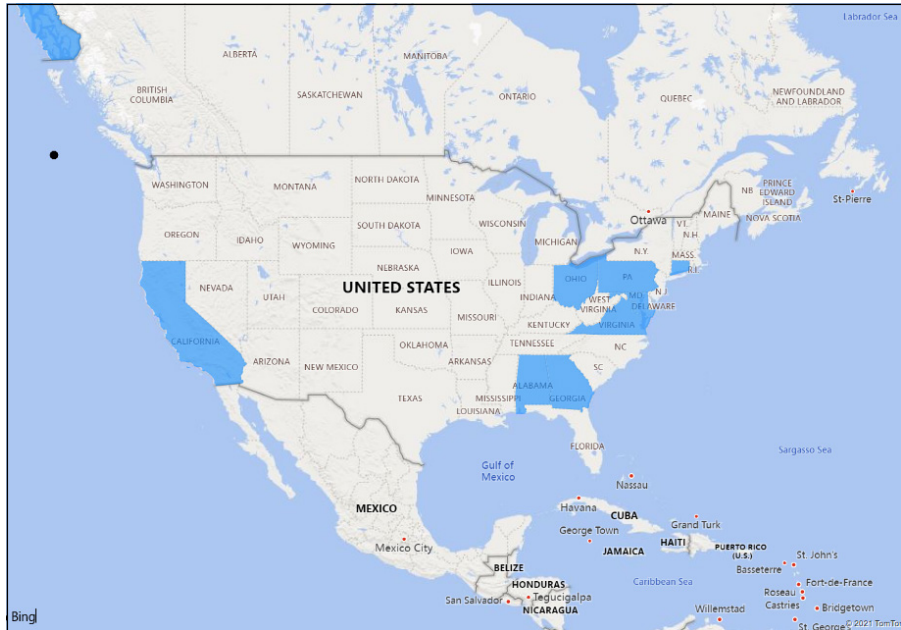 Labrador Sea
ALBERTA
MANITOBA
BRITISH
COLUMBIA
SASKATCHEWAN
ONTARIO
QUEBEC
NEWFOUNDLAND
AND LABRADOR
WASHINGTON
MONTANA
NORTH DAKOTA
MINNESOTA
Ottawa
NB
PRINCE
EDWARD
ISLAND
St-Pierre
NOVA SCOTIA
MAINE
VT.
N.H
OREGON
IDAHO
WYOMING
SOUTH DAKOTA
WISCONSIN
MICHIGAN
N.Y.
MASS.
R.I.
NEBRASKA
IOWA
NEVADA
UTAH
UNITED STATES
ILLINOIS
INDIANA
OHIO
PA.
N J
MD
DELAWARE
COLORADO
KANSAS
MISSOURI
WEST
VIRGINIA
KENTUCKY
VIRGINIA
CALIFORNIA
ARIZONA
NEW MEXICO
OKLAHOMA
ARKANSAS
TENNESSEE
NC
SC
TEXAS
MISSISSIPPI
ALABAMA
GEORGIA
LOUISIANA
FLORIDA
Gulf of
Mexico
Sargasso Sea
Nassau
MEXICO
Mexico City
Havana
CUBA
George Town
Grand Turk
JAMAICA
HAITI
PUERTO RICO
(U.S.)
St. John's
Basseterre
BELIZE
HONDURAS
Tegucigalpa
San Salvador
NICARAGUA
Caribbean Sea
Fort-de-France
Roseau
Castries
Bridgetown
Willemstad
St. George's
Bing
© 2021 TomTom